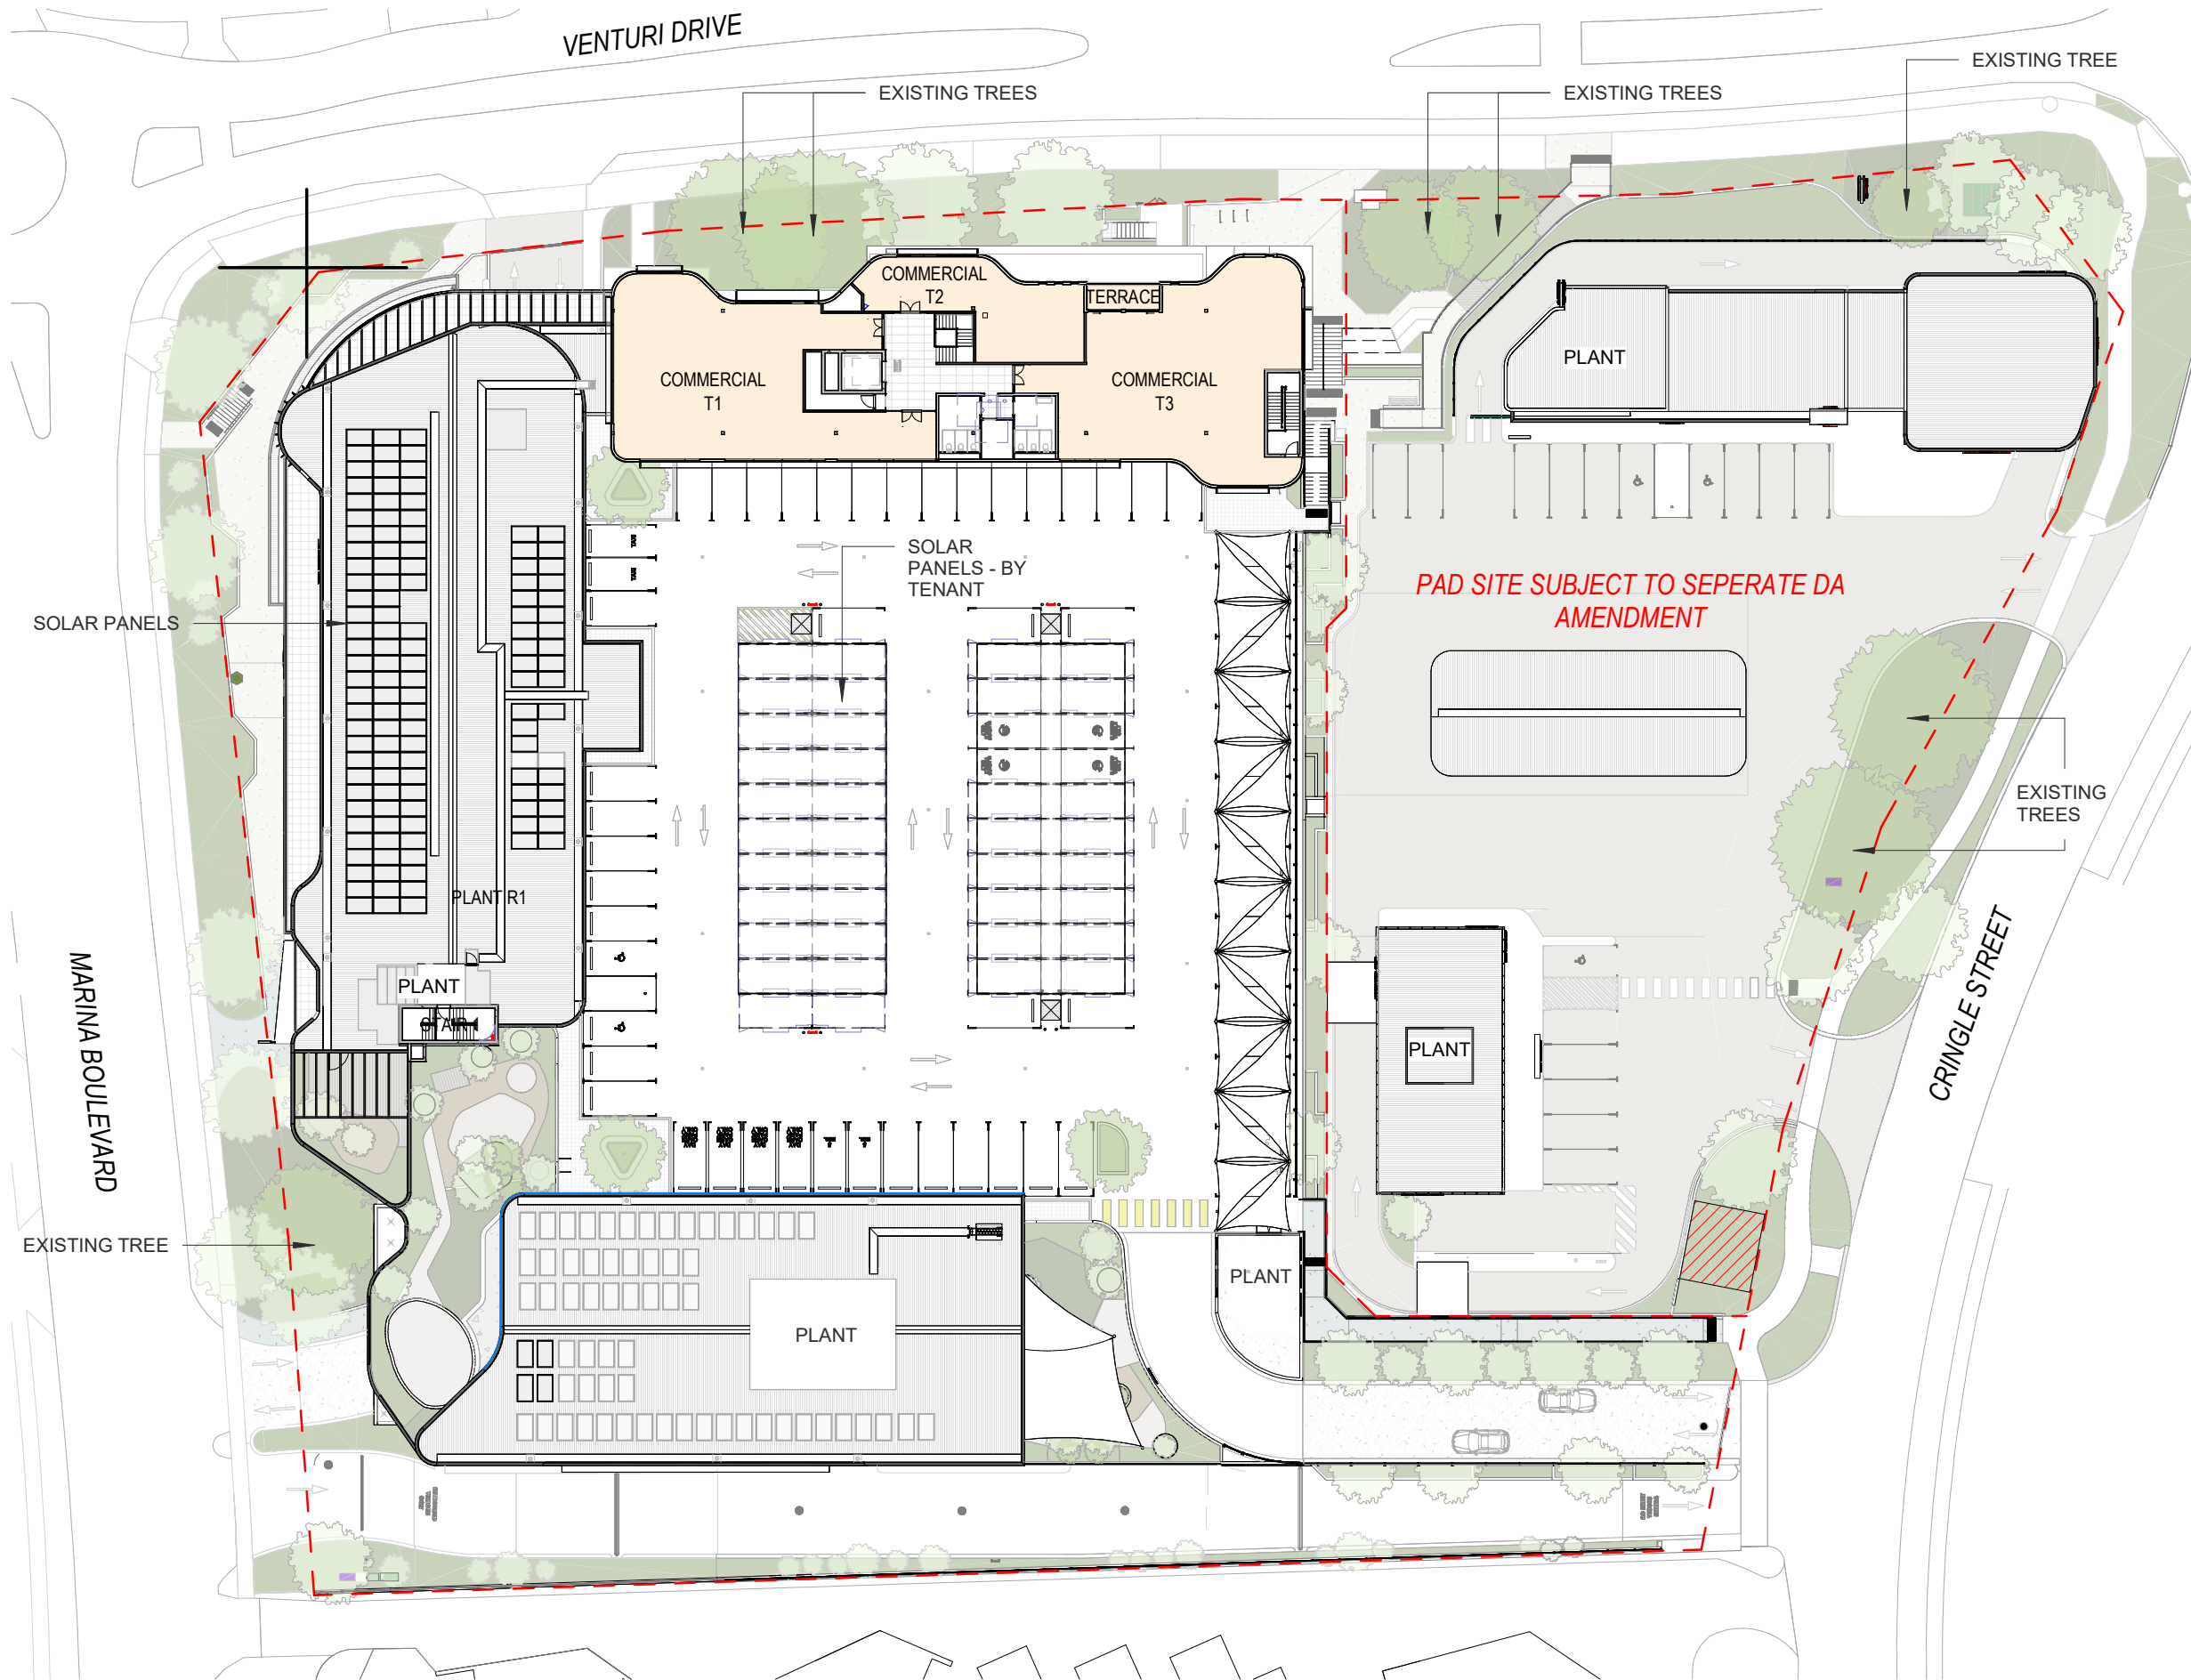 VENTURI DRIVE
EXISTING TREES
EXISTING TREES
EXISTING TREE
COMMERCIAL
T2
TERRACE
COMMERCIAL
T1
COMMERCIAL
T3
PLANT
SOLAR
PANELS - BY
TENANT
PAD SITE SUBJECT TO SEPERATE DA
AMENDMENT
SOLAR PANELS
EXISTING
TREES
PLANT R1
PLANT
STAIR
MARINA BOULEVARD
CRINGLE STREET
PLANT
EXISTING TREE
PLANT
PLANT